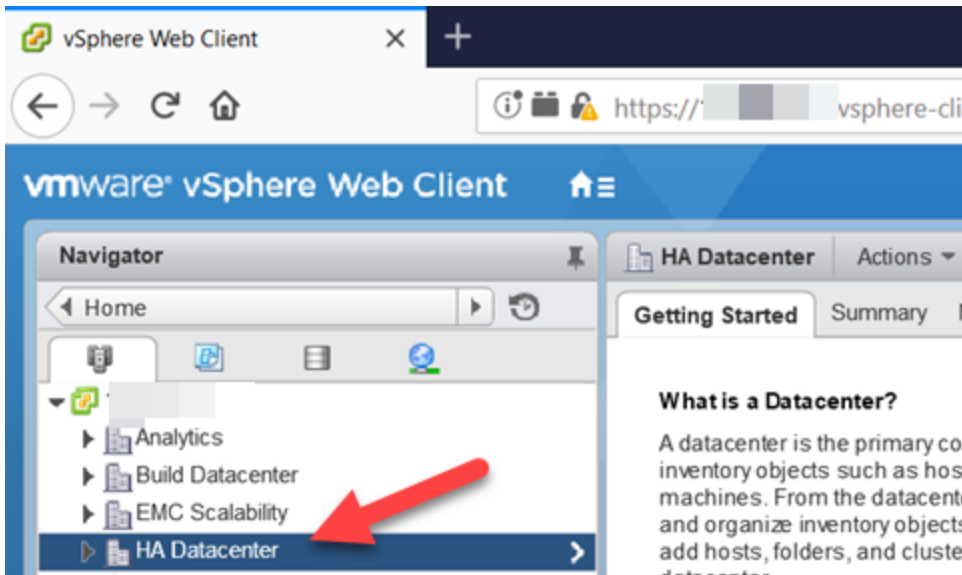 vSphere Web Client
https://
vsphere-cli
vmware® vSphere Web Client
Navigator
HA Datacenter
Actions
Home
Getting Started
Summary
What is a Datacenter?
Analytics
A datacenter is the primary co
Build Datacenter
inventory objects such as hos
EMC Scalability
machines. From the datacent
and organize inventory objects
HA Datacenter
add hosts, folders, and cluste